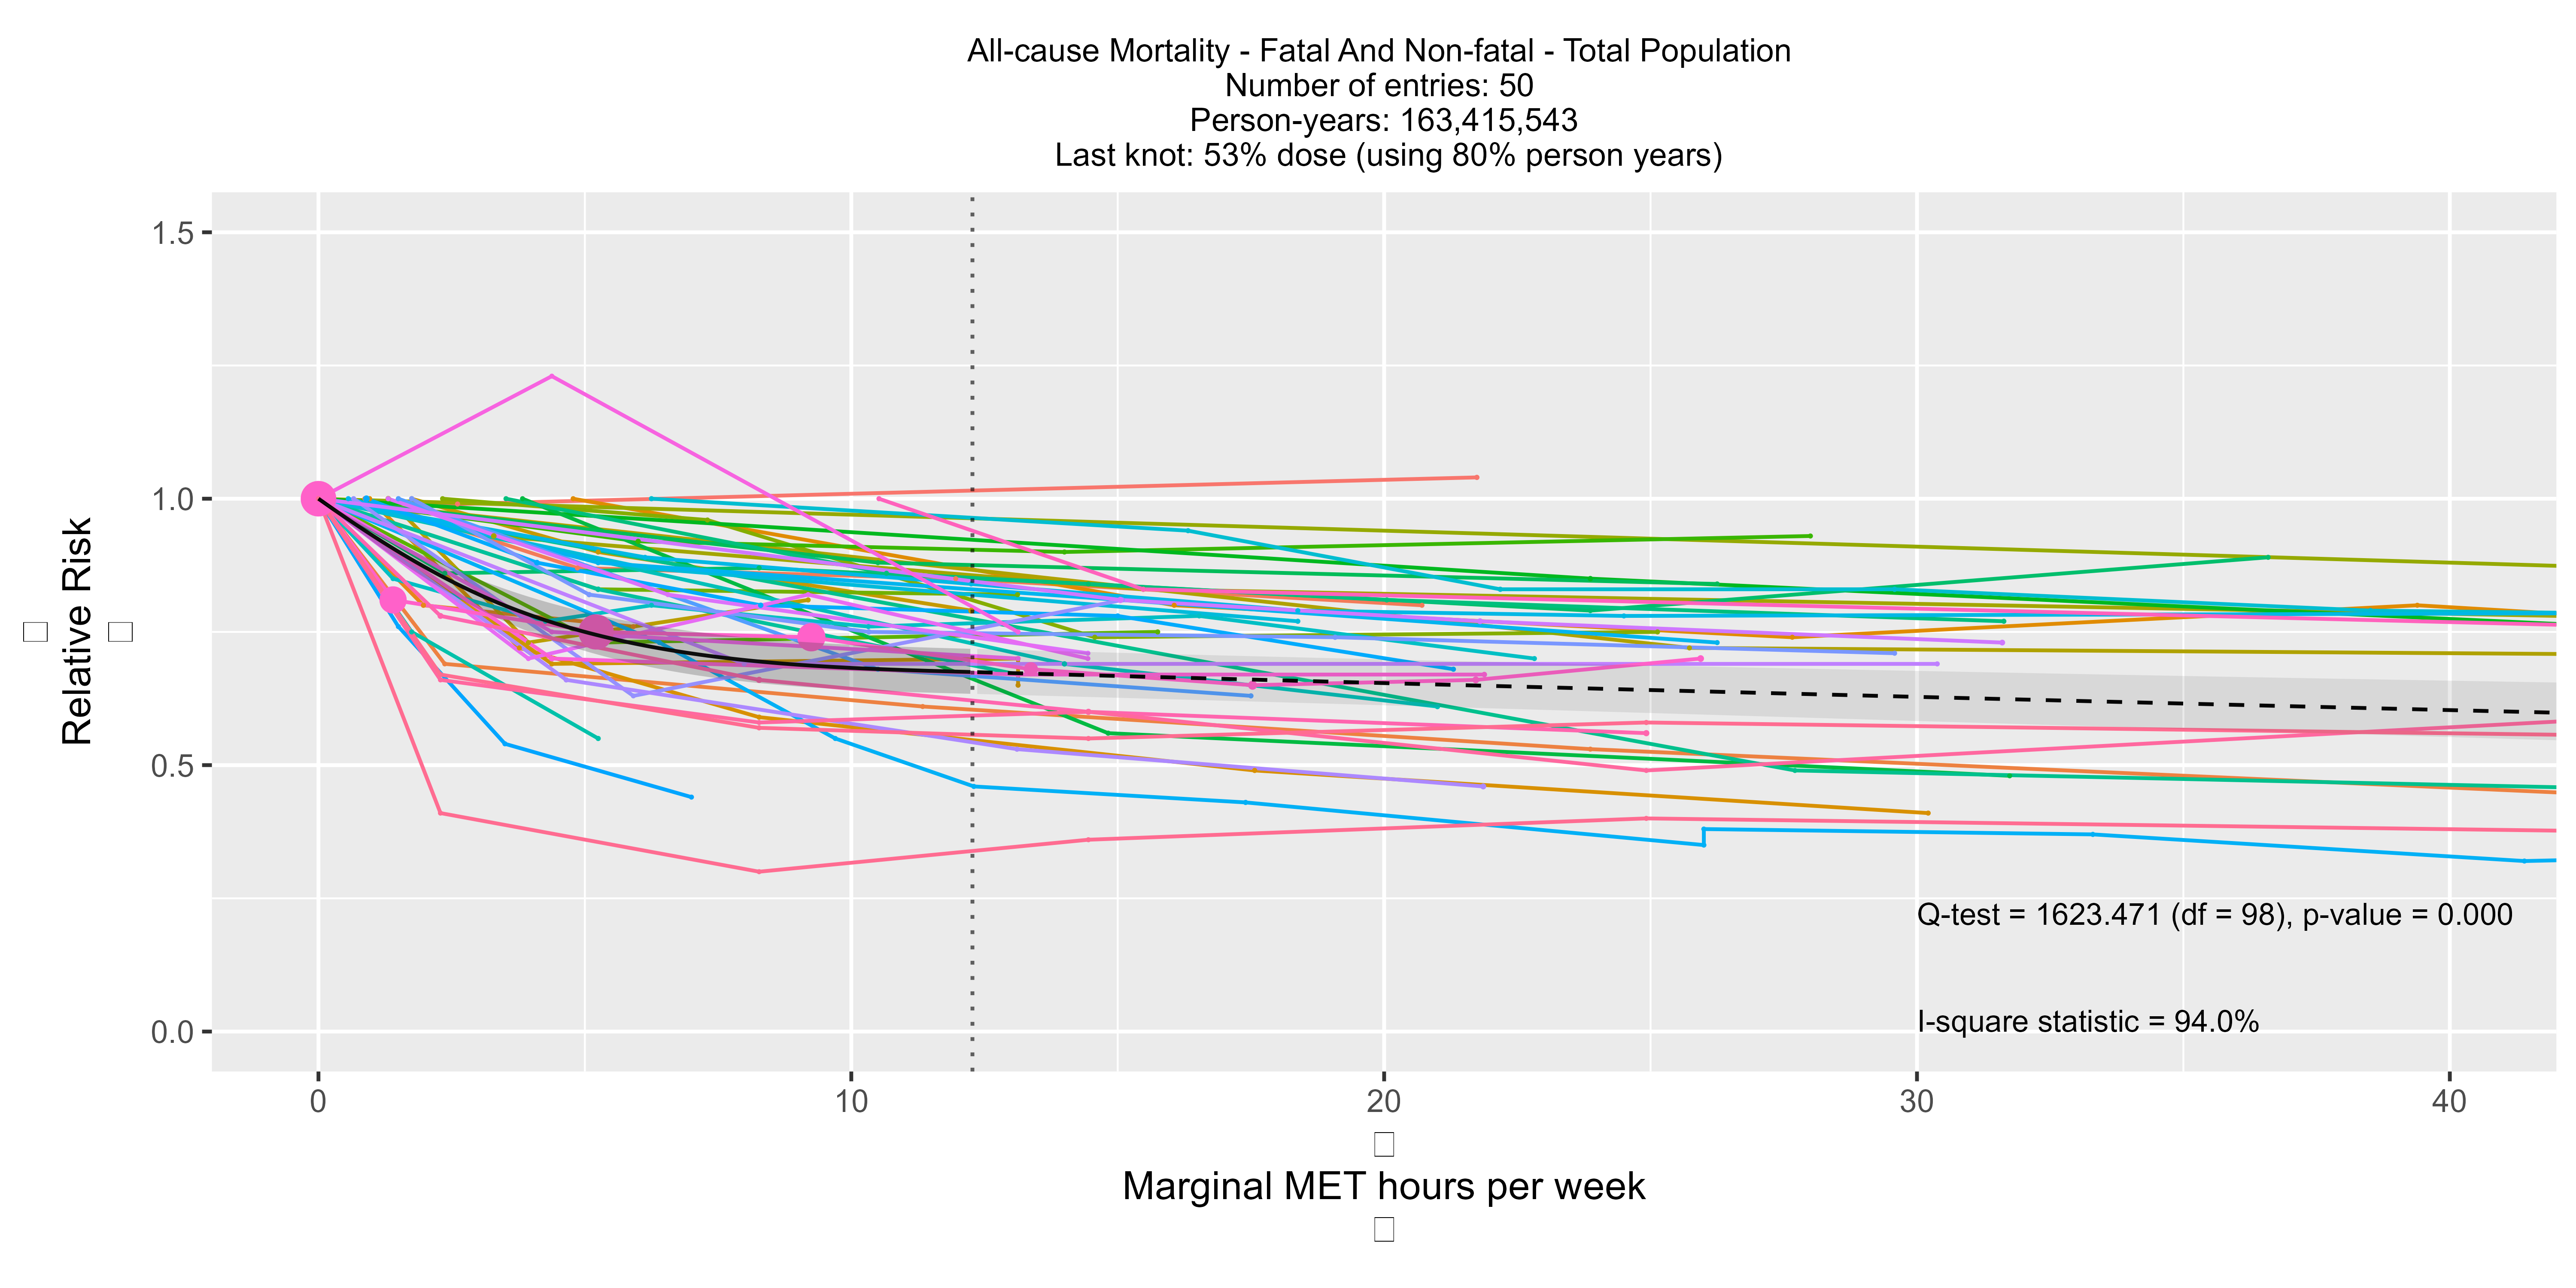 All-cause Mortality - Fatal And Non-fatal - Total Population
Number of entries: 50
Person-years: 163,415,543
Last knot: 53% dose (using 80% person years)
Relative Risk
1.5
1.0
0.5
0.0
Q-test = 1623.471 (df = 98), p-value = 0.000
I-square statistic = 94.0%
0 10 20 30 40
Marginal MET hours per week